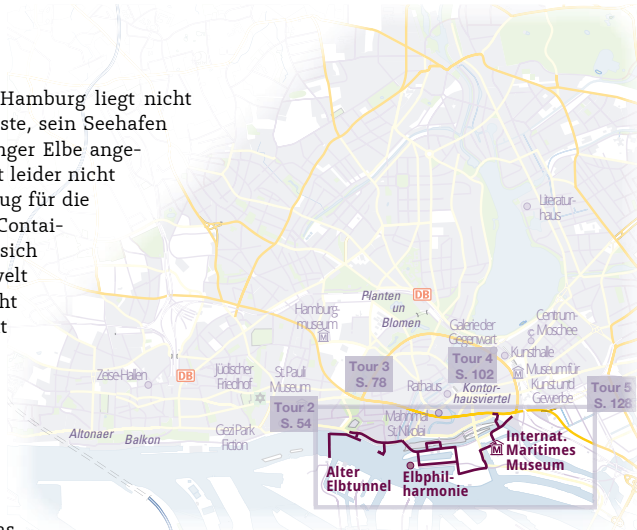 Hamburg liegt nicht
ste, sein Seehafen
nger Elbe ange-
t leider nicht
ug für die
Contai-
sich
velt
ht
t
Literatur-
haus
Planten
un
Blomen
DB
Hamburg-
museum
M
Galerie der
Gegenwart
Centrum-
Moschee
Kunsthalle
M
Museum für
Kunst und
Gewerbe
Zeise-Hallen
DB
Jüdischer
Friedhof
St. Pauli
Museum
Tour 3
S. 78
Tour 4
S. 102
Rathaus
Kontor-
hausviertel
Tour 5
S. 128
Tour 2
S. 54
Mahnmal
St. Nikolai
Altonaer Balkon
Gezi Park
Fiction
Internat.
Maritimes
Museum
M
Alter
Elbtunnel
Elbphil-
harmonie